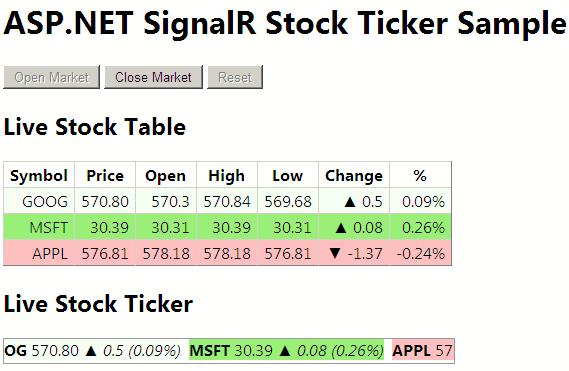 ASP.NET SignalR Stock Ticker Sample
Open Market Close Market Reset
Live Stock Table
Symbol Price Open High Low Change %
GOOG 570.80 570.3 570.84 569.68 ▲ 0.5 0.09%
MSFT 30.39 30.31 30.39 30.31 ▲ 0.08 0.26%
APPL 576.81 578.18 578.18 576.81 ▼ -1.37 -0.24%
Live Stock Ticker
OG 570.80 ▲ 0.5 (0.09%) MSFT 30.39 ▲ 0.08 (0.26%) APPL 57